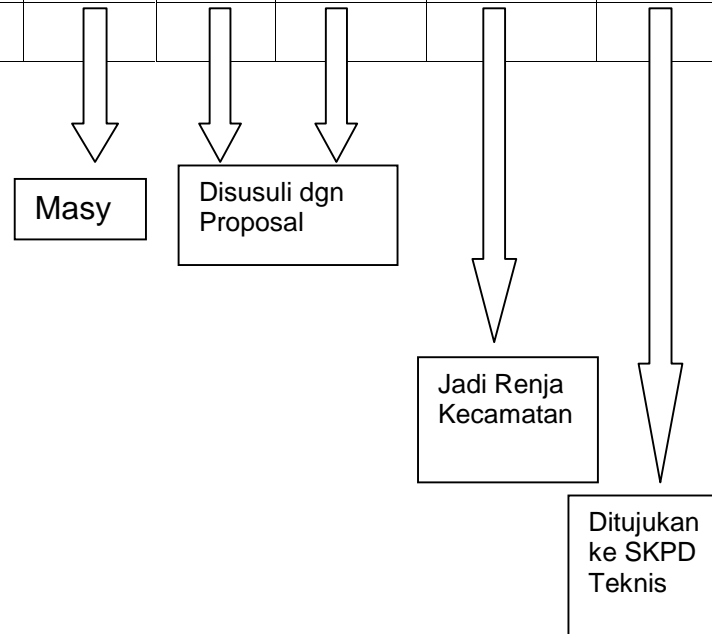 Masy
Disusuli dgn
Proposal
Jadi Renja
Kecamatan
Ditujukan
ke SKPD
Teknis